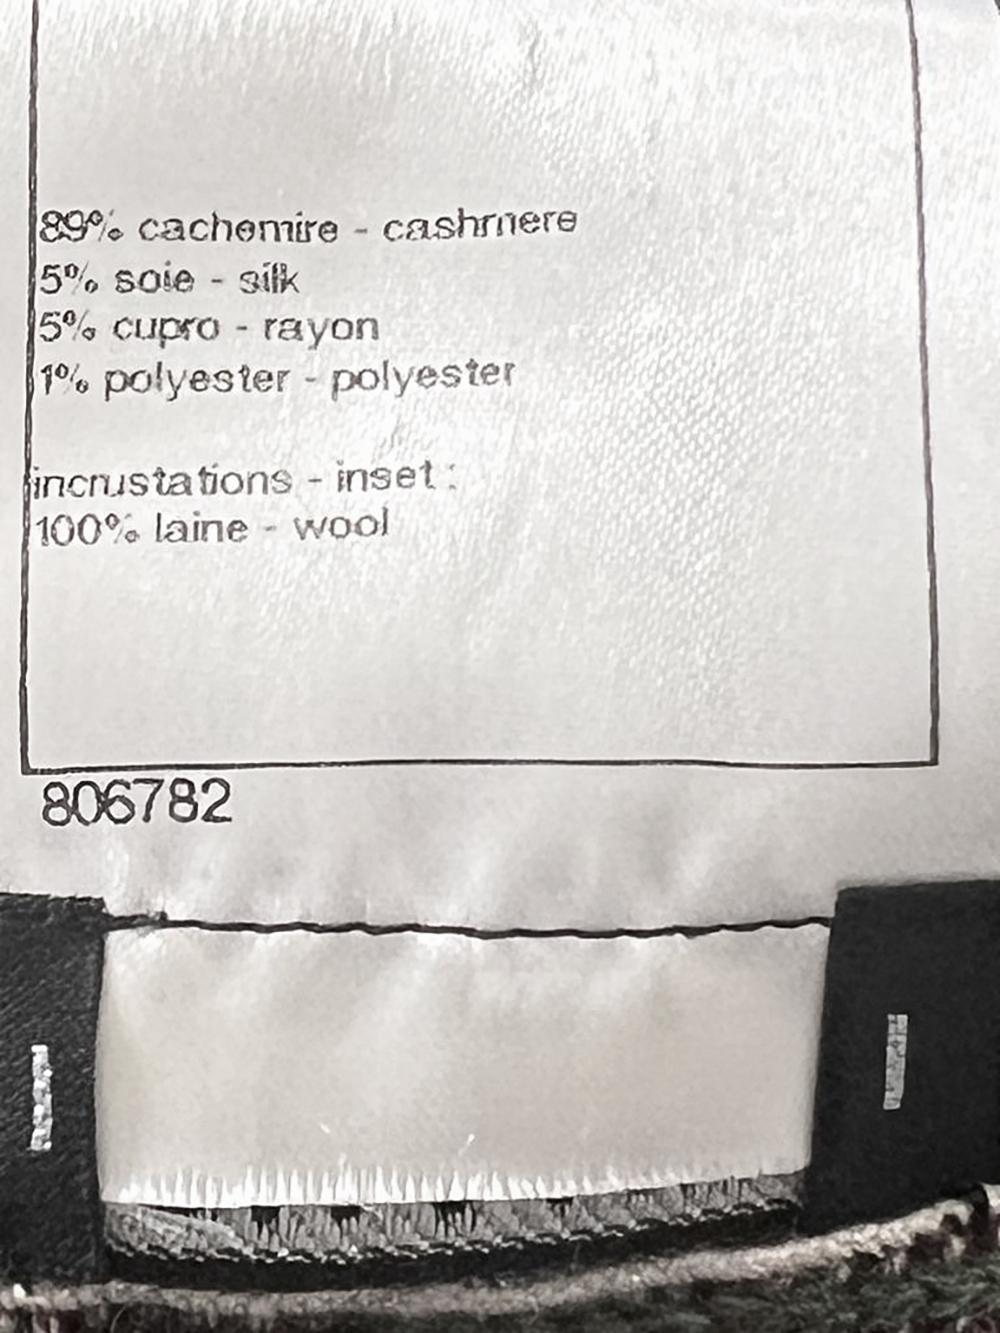 89% cachemire - cashmere
5% soie - silk
5% cupro - rayon
1% polyester - polyester
incrustations - inset :
100% laine - wool
806782